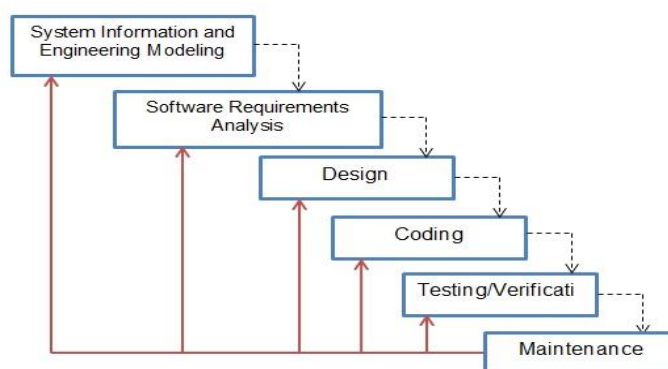 System Information and
Engineering Modeling
Software Requirements
Analysis
Design
Coding
Testing/Verificati
Maintenance